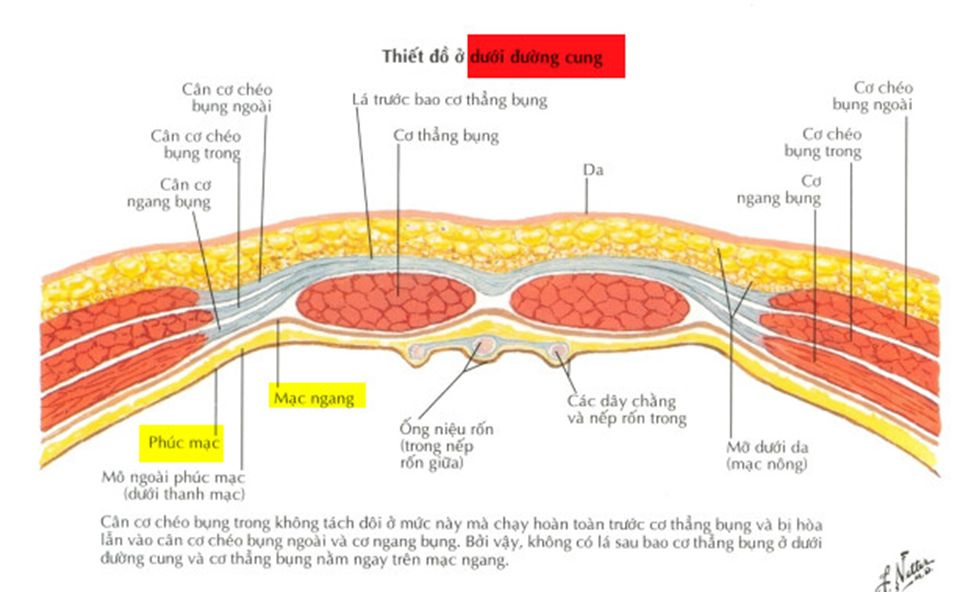 Thiết đồ ở dưới đường cung
Cân cơ chéo
bụng ngoài
Lá trước bao cơ thẳng bụng
Cơ chéo
bụng ngoài
Cân cơ chéo
bụng trong
Cơ thẳng bụng
Cơ chéo
bụng trong
Da
Cân cơ
ngang bụng
Cơ
ngang bụng
Mạc ngang
Các dây chằng
và nếp rốn trong
Ống niệu rốn
(trong nếp
rốn giữa)
Phúc mạc
Mỡ dưới da
(mạc nông)
Mô ngoài phúc mạc
(dưới thanh mạc)
Cân cơ chéo bụng trong không tách đôi ở mức này mà chạy hoàn toàn trước cơ thẳng bụng và bị hòa
lẫn vào cân cơ chéo bụng ngoài và cơ ngang bụng. Bởi vậy, không có lá sau bao cơ thẳng bụng ở dưới
đường cung và cơ thẳng bụng nằm ngay trên mạc ngang.
F. Netter
M.D.